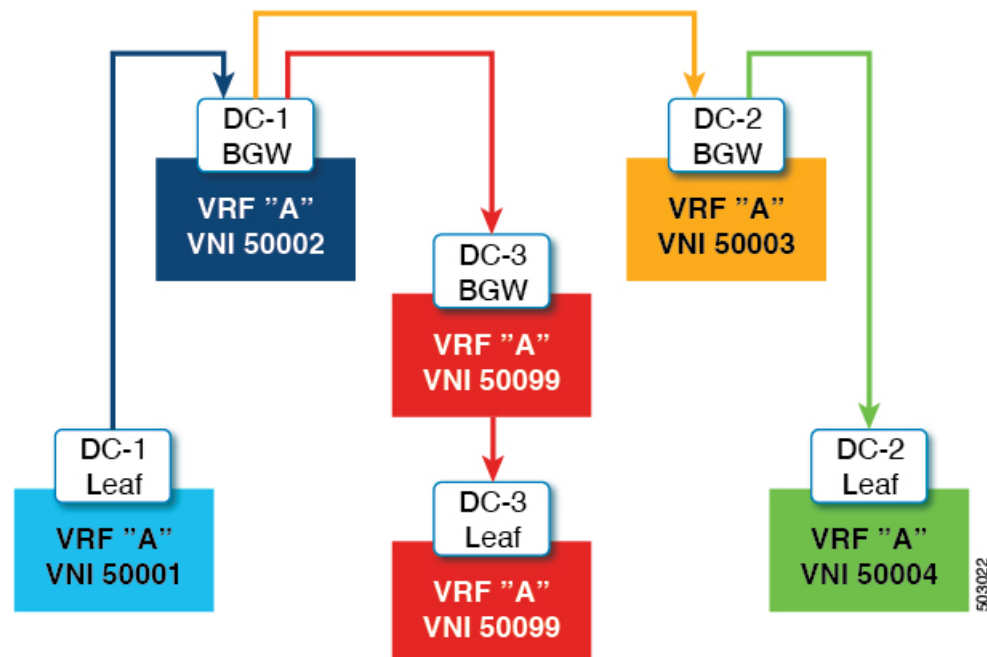 DC-1
BGW
VRF ”A”
VNI 50002
DC-2
BGW
VRF ”A”
VNI 50003
DC-3
BGW
VRF ”A”
VNI 50099
DC-1
Leaf
VRF ”A”
VNI 50001
DC-3
Leaf
VRF ”A”
VNI 50099
DC-2
Leaf
VRF ”A”
VNI 50004
503022